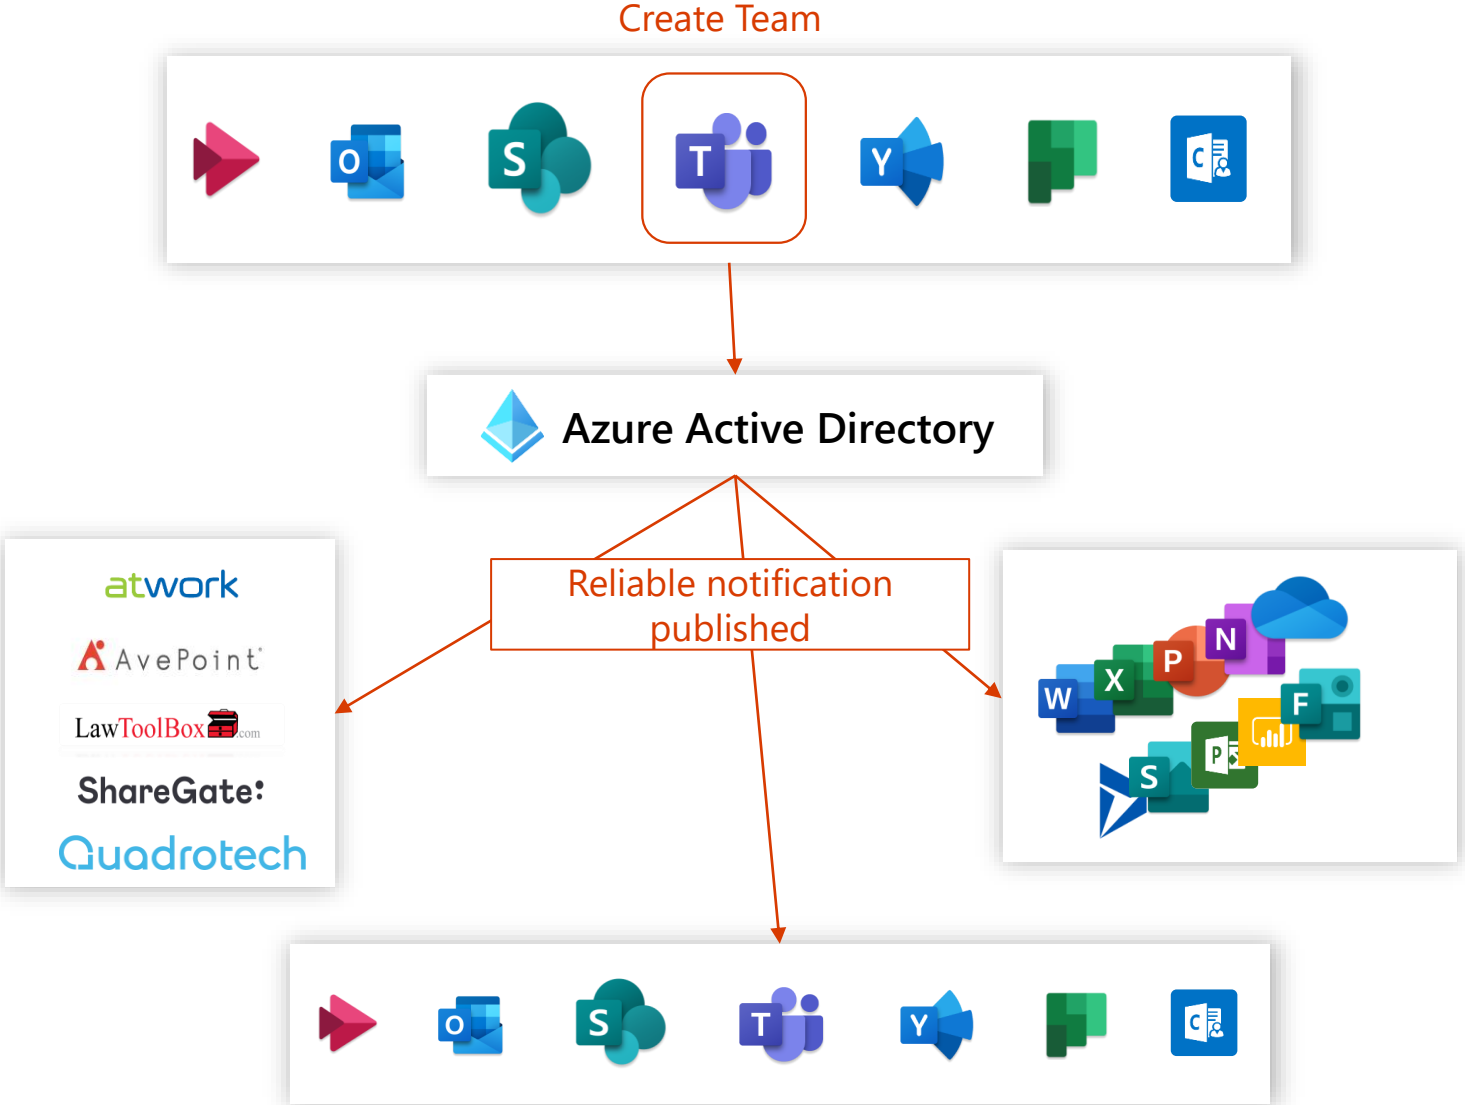 Create Team
O
S
T
Y
C
Azure Active Directory
Reliable notification
published
atwork
AvePoint
LawToolBox.com
ShareGate:
Quadrotech
N
P
X
W
F
P
S
O
S
T
Y
C